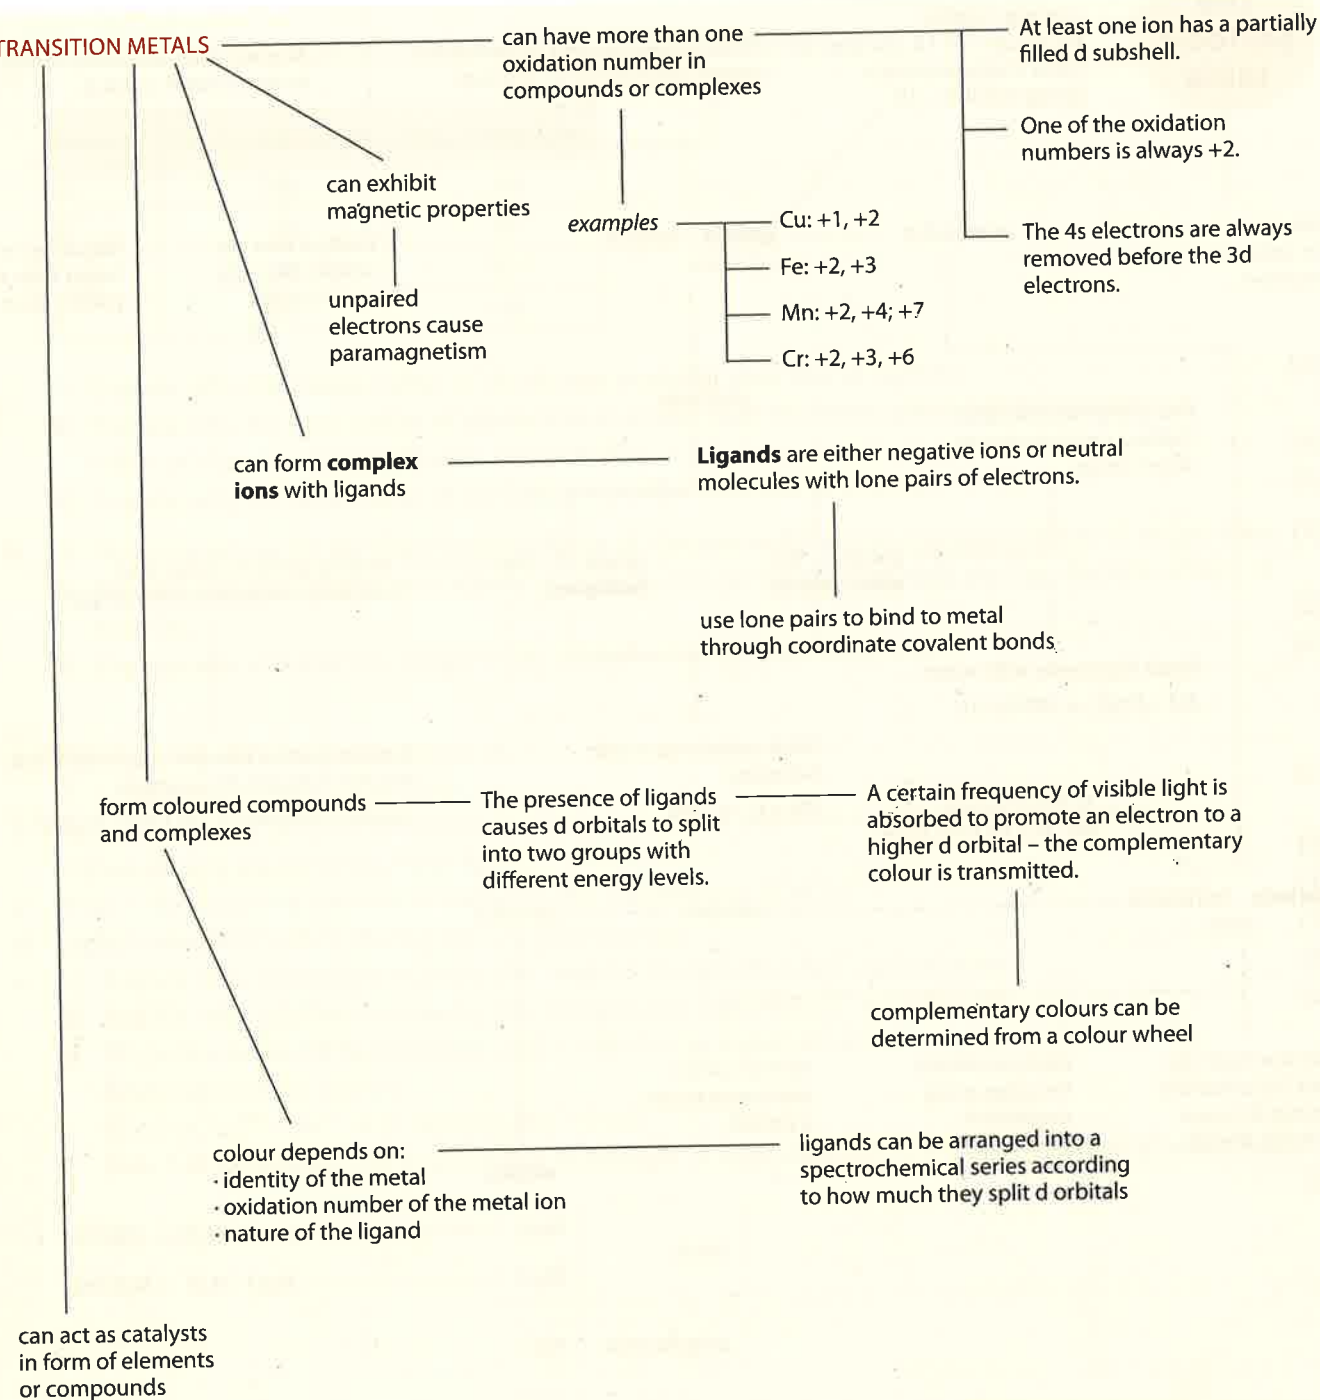 TRANSITION METALS
can have more than one
oxidation number in
compounds or complexes
At least one ion has a partially
filled d subshell.
One of the oxidation
numbers is always +2.
The 4s electrons are always
removed before the 3d
electrons.
can exhibit
magnetic properties
unpaired
electrons cause
paramagnetism
examples
Cu: +1, +2
Fe: +2, +3
Mn: +2, +4; +7
Cr: +2, +3, +6
can form complex
ions with ligands
Ligands are either negative ions or neutral
molecules with lone pairs of electrons.
use lone pairs to bind to metal
through coordinate covalent bonds
form coloured compounds
and complexes
The presence of ligands
causes d orbitals to split
into two groups with
different energy levels.
A certain frequency of visible light is
absorbed to promote an electron to a
higher d orbital – the complementary
colour is transmitted.
complementary colours can be
determined from a colour wheel
colour depends on:
· identity of the metal
· oxidation number of the metal ion
· nature of the ligand
ligands can be arranged into a
spectrochemical series according
to how much they split d orbitals
can act as catalysts
in form of elements
or compounds